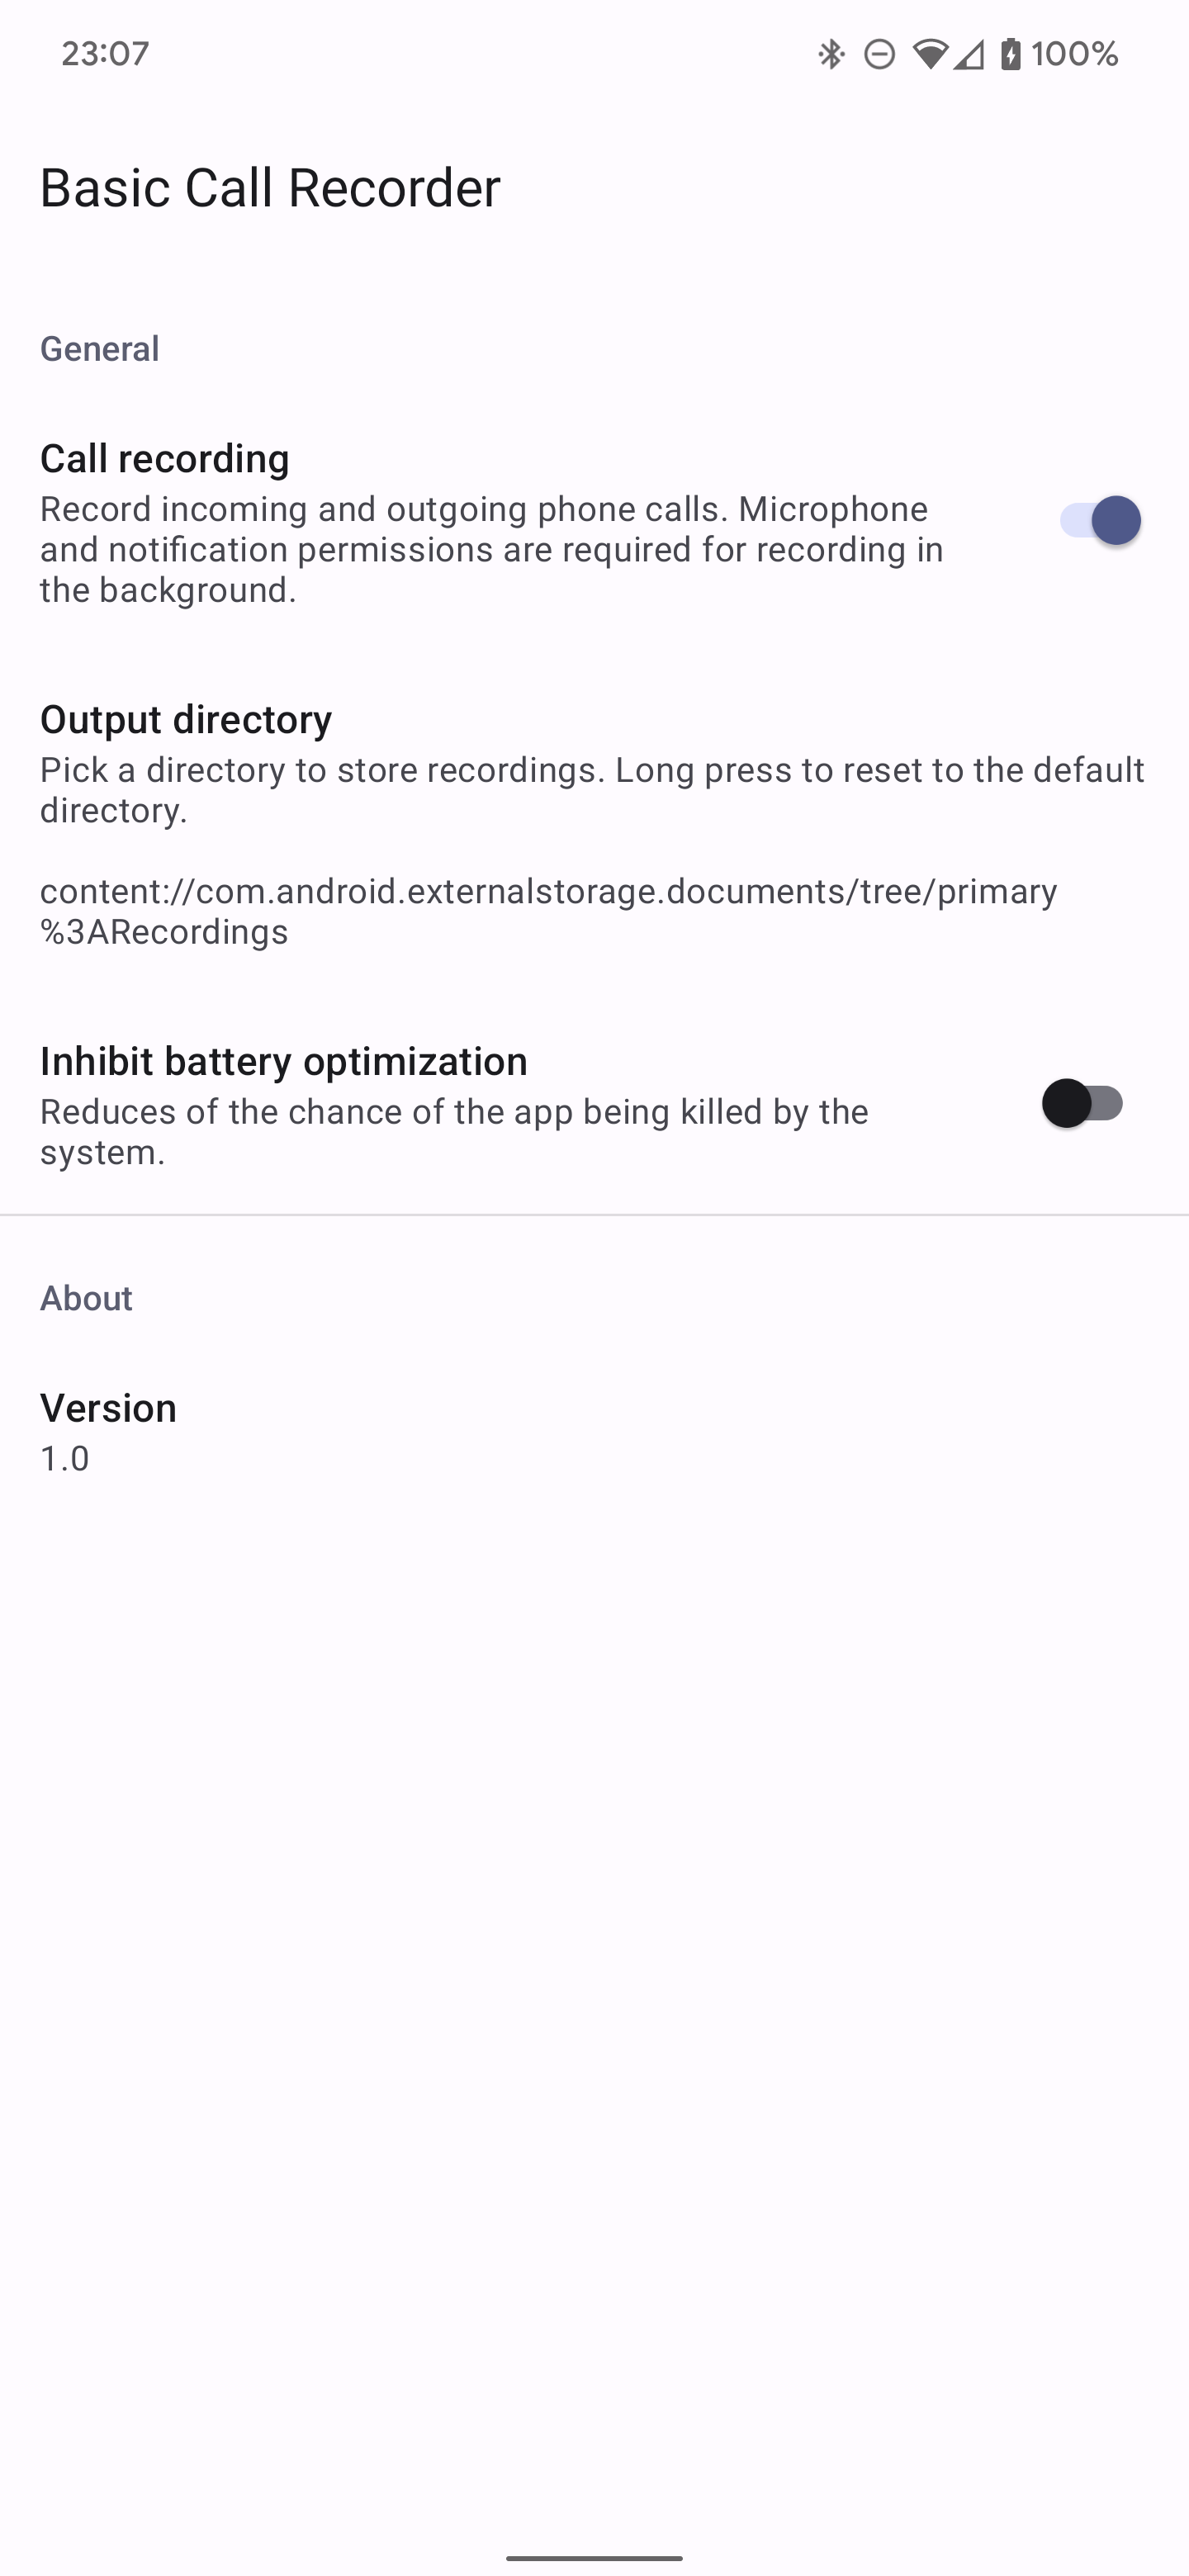 23:07
100%
Basic Call Recorder
General
Call recording
Record incoming and outgoing phone calls. Microphone
and notification permissions are required for recording in
the background.
Output directory
Pick a directory to store recordings. Long press to reset to the default
directory.
content://com.android.externalstorage.documents/tree/primary
%3ARecordings
Inhibit battery optimization
Reduces of the chance of the app being killed by the
system.
About
Version
1.0